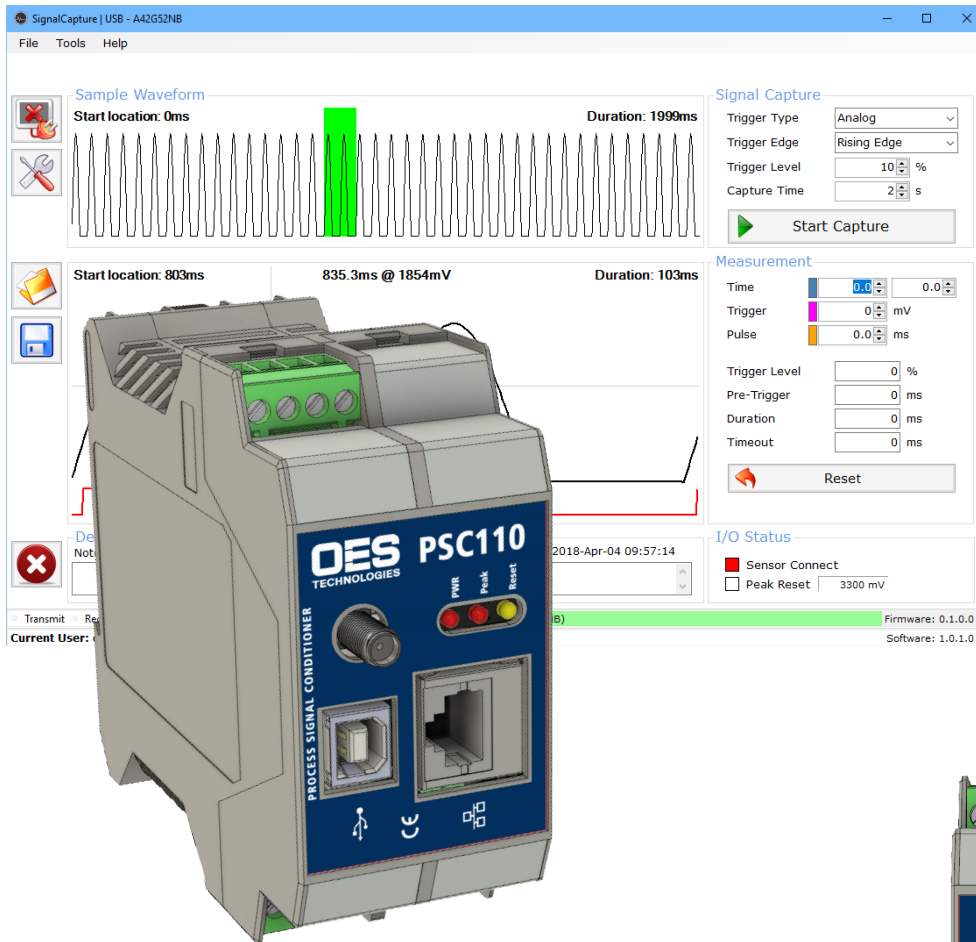 SignalCapture | USB - A42G52NB
File Tools Help
Sample Waveform
Start location: 0ms Duration: 1999ms
Start location: 803ms 835.3ms @ 1854mV Duration: 103ms
Signal Capture
Trigger Type Analog
Trigger Edge Rising Edge
Trigger Level 10 %
Capture Time 2 s
Start Capture
Measurement
Time 0.0 0.0
Trigger 0 mV
Pulse 0.0 ms
Trigger Level 0 %
Pre-Trigger 0 ms
Duration 0 ms
Timeout 0 ms
Reset
2018-Apr-04 09:57:14
I/O Status
Sensor Connect
Peak Reset 3300 mV
Transmit
Firmware: 0.1.0.0
Current User:
Software: 1.0.1.0
OES
TECHNOLOGIES
PSC110
PWR
Peak
Reset
PROCESS SIGNAL CONDITIONER
CE